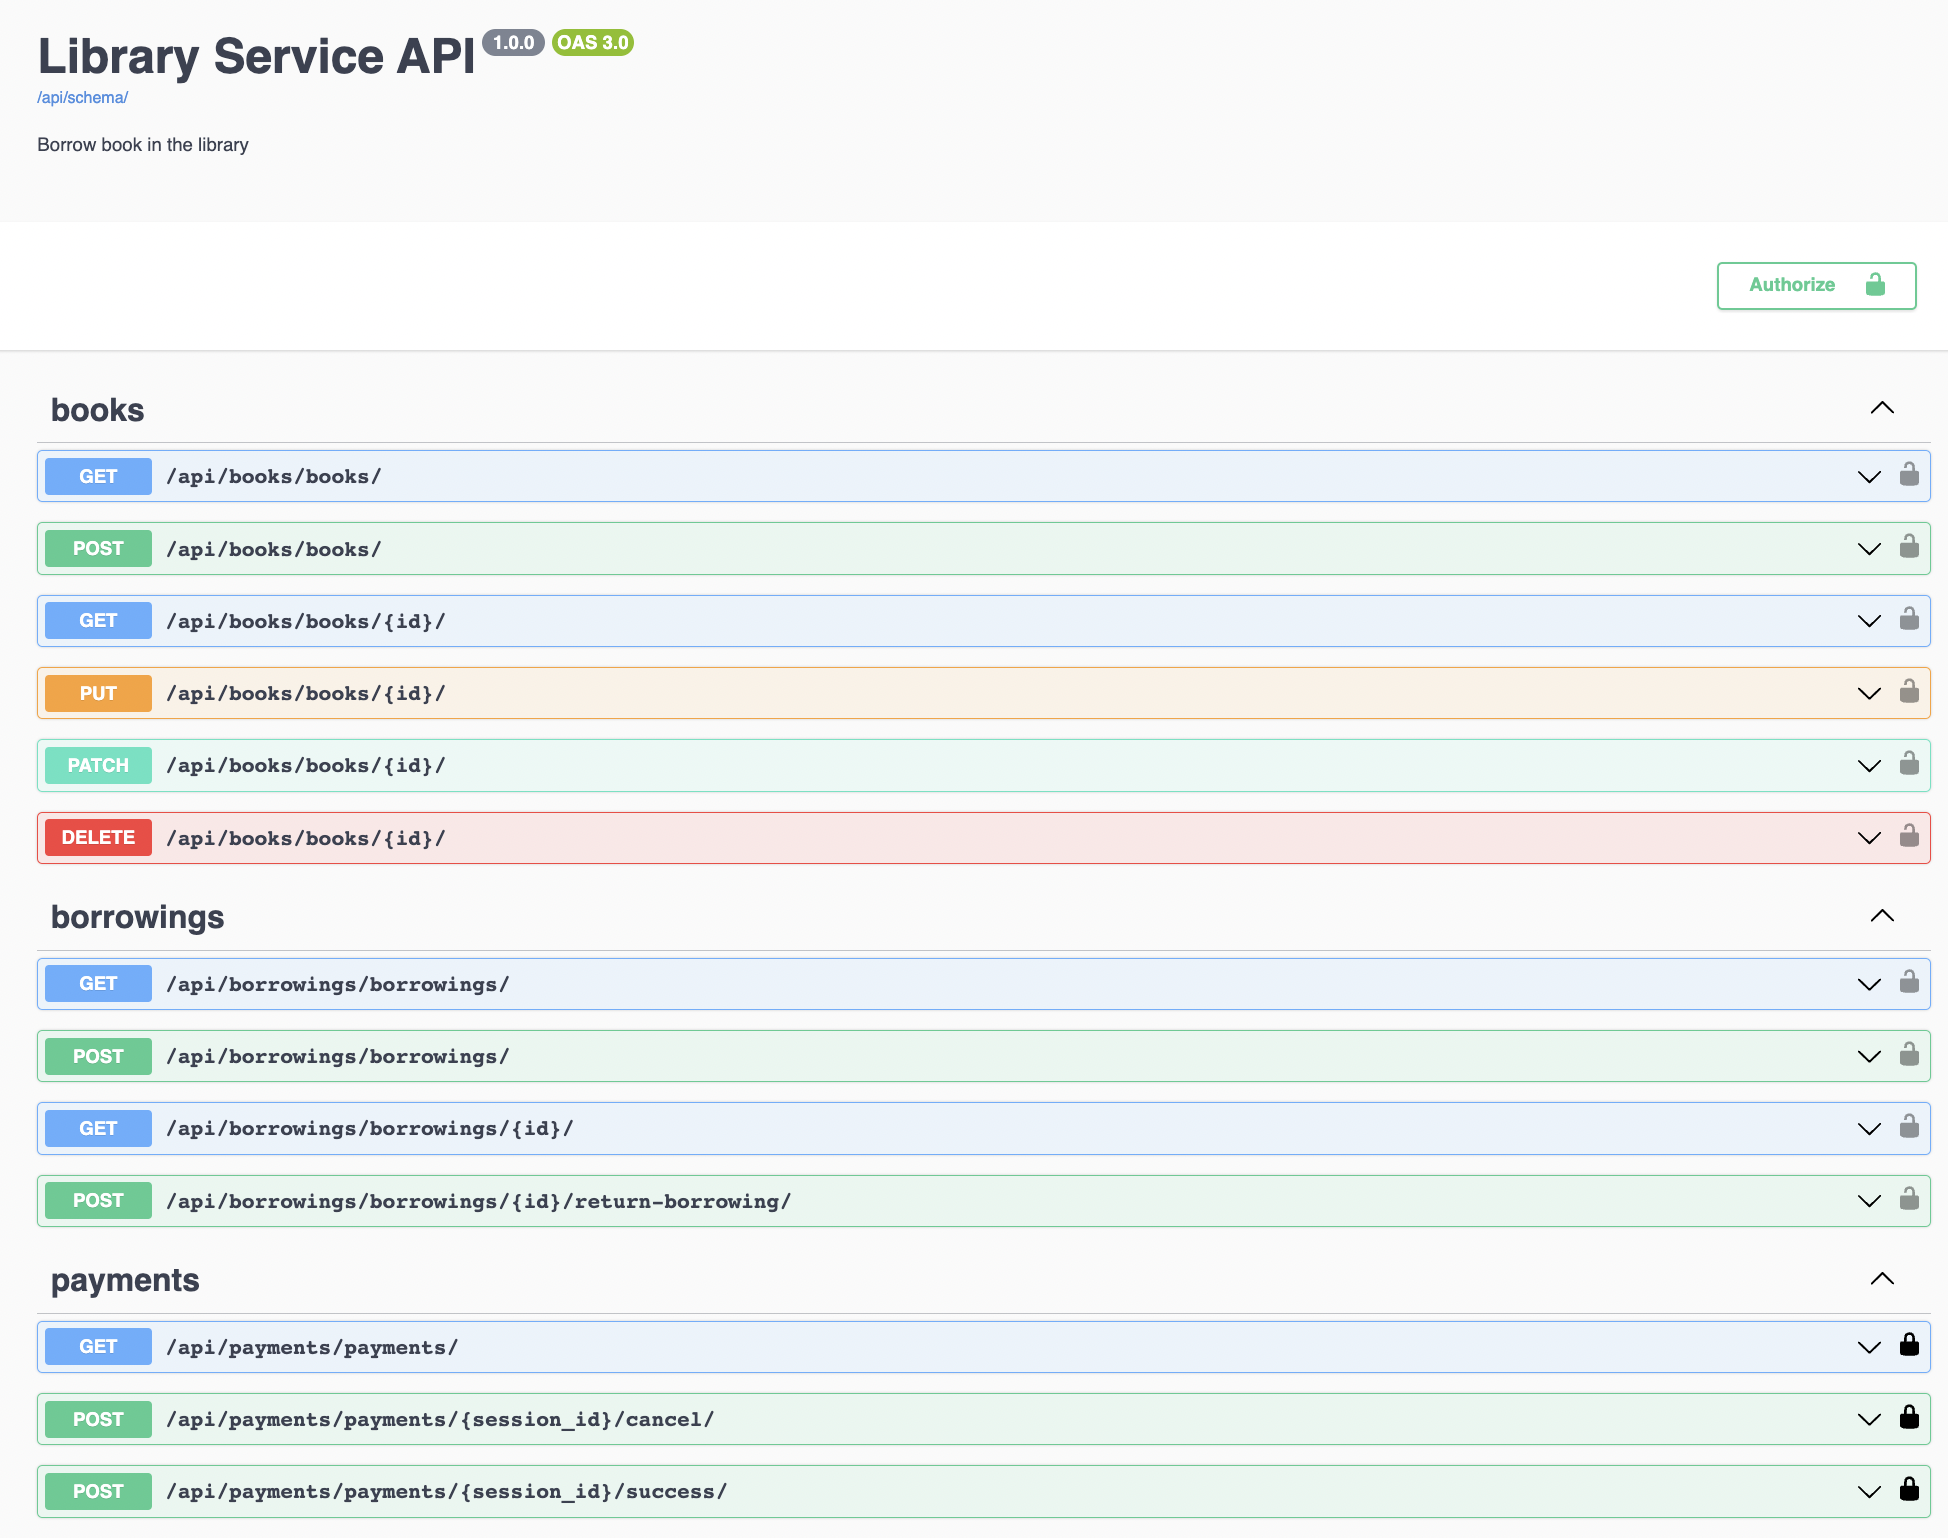 Library Service API 1.0.0 OAS 3.0
/api/schema/
Borrow book in the library
Authorize
books
GET /api/books/books/
POST /api/books/books/
GET /api/books/books/{id}/
PUT /api/books/books/{id}/
PATCH /api/books/books/{id}/
DELETE /api/books/books/{id}/
borrowings
GET /api/borrowings/borrowings/
POST /api/borrowings/borrowings/
GET /api/borrowings/borrowings/{id}/
POST /api/borrowings/borrowings/{id}/return-borrowing/
payments
GET /api/payments/payments/
POST /api/payments/payments/{session_id}/cancel/
POST /api/payments/payments/{session_id}/success/